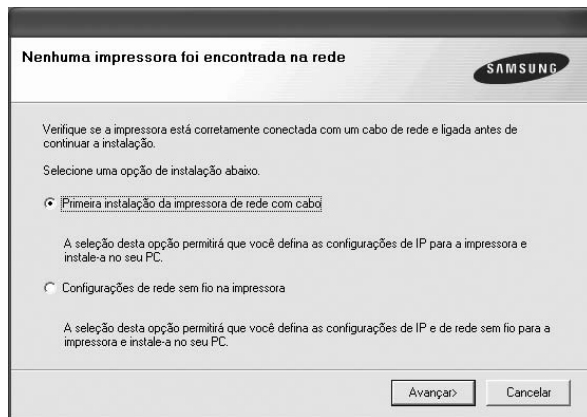 Nenhuma impressora foi encontrada na rede
SAMSUNG
Verifique se a impressora está corretamente conectada com um cabo de rede e ligada antes de
continuar a instalação.
Selecione uma opção de instalação abaixo.
Primeira instalação da impressora de rede com cabo
A seleção desta opção permitirá que você defina as configurações de IP para a impressora e
instale-a no seu PC.
Configurações de rede sem fio na impressora
A seleção desta opção permitirá que você defina as configurações de IP e de rede sem fio para a
impressora e instale-a no seu PC.
Avançar>
Cancelar